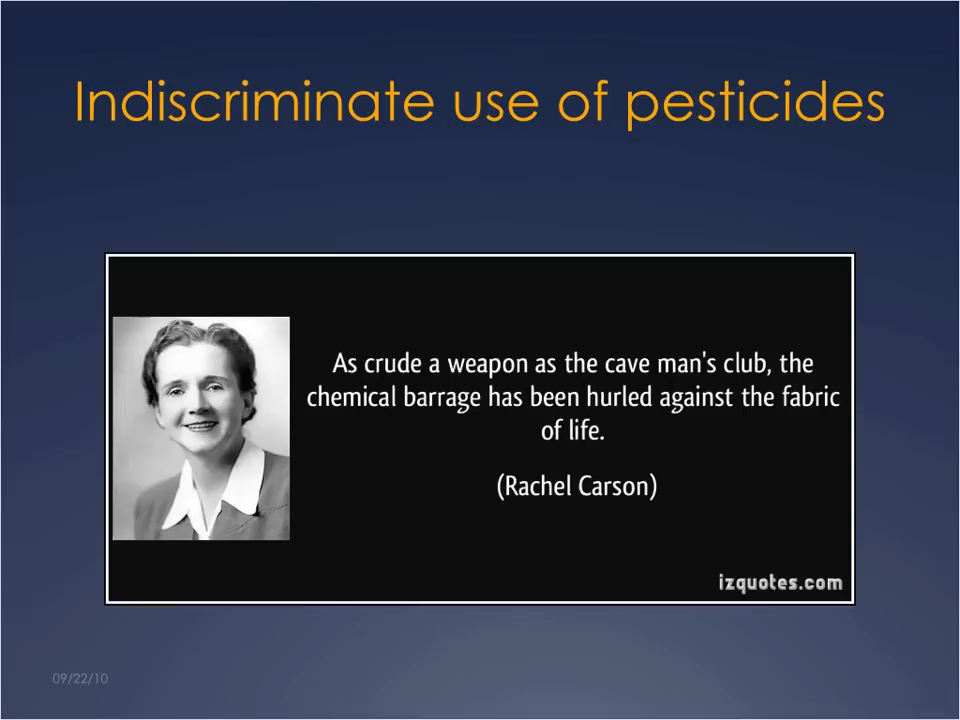 Indiscriminate use of pesticides
As crude a weapon as the cave man's club, the
chemical barrage has been hurled against the fabric
of life.
(Rachel Carson)
izquotes.com
09/22/10